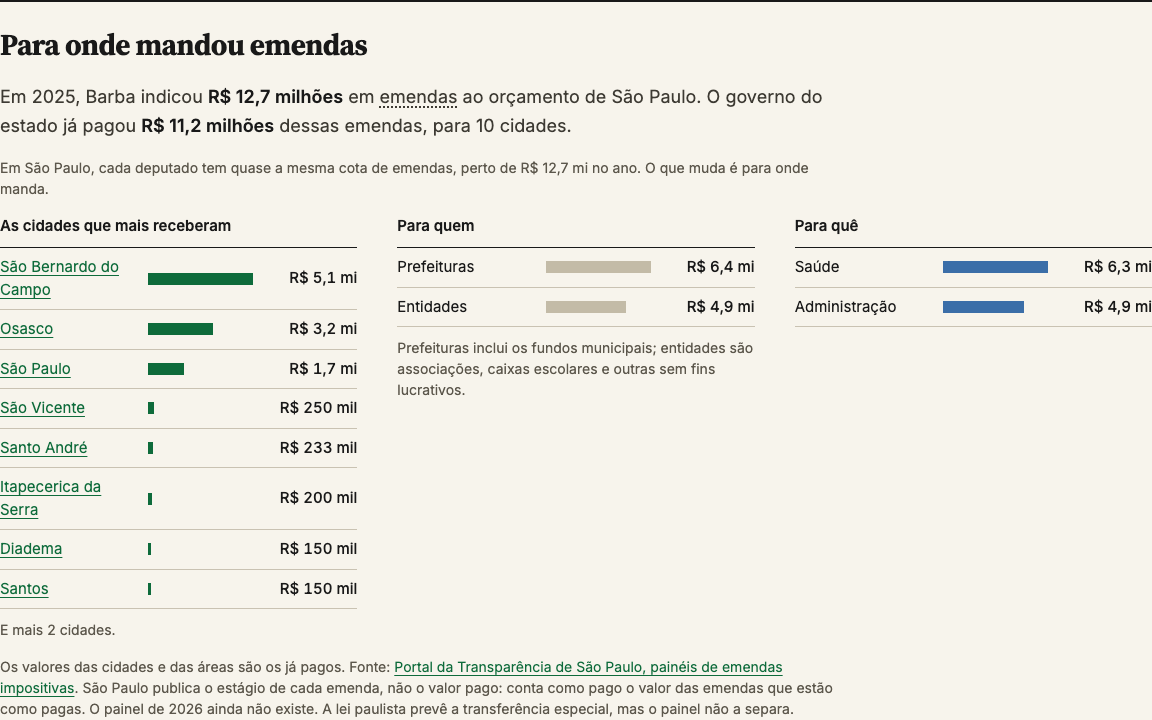 Para onde mandou emendas
Em 2025, Barba indicou R$ 12,7 milhões em emendas ao orçamento de São Paulo. O governo do
estado já pagou R$ 11,2 milhões dessas emendas, para 10 cidades.
Em São Paulo, cada deputado tem quase a mesma cota de emendas, perto de R$ 12,7 mi no ano. O que muda é para onde
manda.
As cidades que mais receberam
São Bernardo do
Campo
R$ 5,1 mi
Osasco
R$ 3,2 mi
São Paulo
R$ 1,7 mi
São Vicente
R$ 250 mil
Santo André
R$ 233 mil
Itapecerica da
Serra
R$ 200 mil
Diadema
R$ 150 mil
Santos
R$ 150 mil
E mais 2 cidades.
Para quem
Prefeituras
R$ 6,4 mi
Entidades
R$ 4,9 mi
Prefeituras inclui os fundos municipais; entidades são
associações, caixas escolares e outras sem fins
lucrativos.
Para quê
Saúde
R$ 6,3 mi
Administração
R$ 4,9 mi
Os valores das cidades e das áreas são os já pagos. Fonte: Portal da Transparência de São Paulo, painéis de emendas
impositivas. São Paulo publica o estágio de cada emenda, não o valor pago: conta como pago o valor das emendas que estão
como pagas. O painel de 2026 ainda não existe. A lei paulista prevê a transferência especial, mas o painel não a separa.